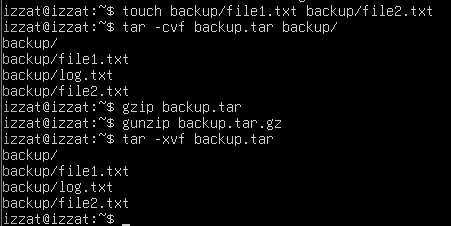 izzat@izzat:~$ touch backup/file1.txt backup/file2.txt
izzat@izzat:~$ tar -cvf backup.tar backup/
backup/
backup/file1.txt
backup/log.txt
backup/file2.txt
izzat@izzat:~$ gzip backup.tar
izzat@izzat:~$ gunzip backup.tar.gz
izzat@izzat:~$ tar -xvf backup.tar
backup/
backup/file1.txt
backup/log.txt
backup/file2.txt
izzat@izzat:~$ _